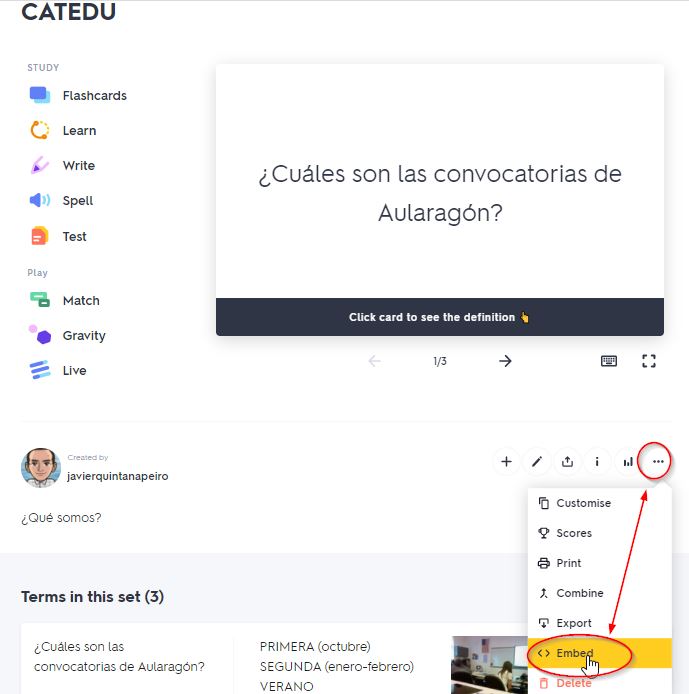 CATEDU
STUDY
Flashcards
Learn
Write
Spell
Test
Play
Match
Gravity
Live
¿Cuáles son las convocatorias de
Aularagón?
Click card to see the definition
1/3
Created by
javierquintanapeiro
¿Qué somos?
Customise
Scores
Print
Combine
Export
Embed
Delete
Terms in this set (3)
¿Cuáles son las
convocatorias de Aularagón?
PRIMERA (octubre)
SEGUNDA (enero-febrero)
VERANO